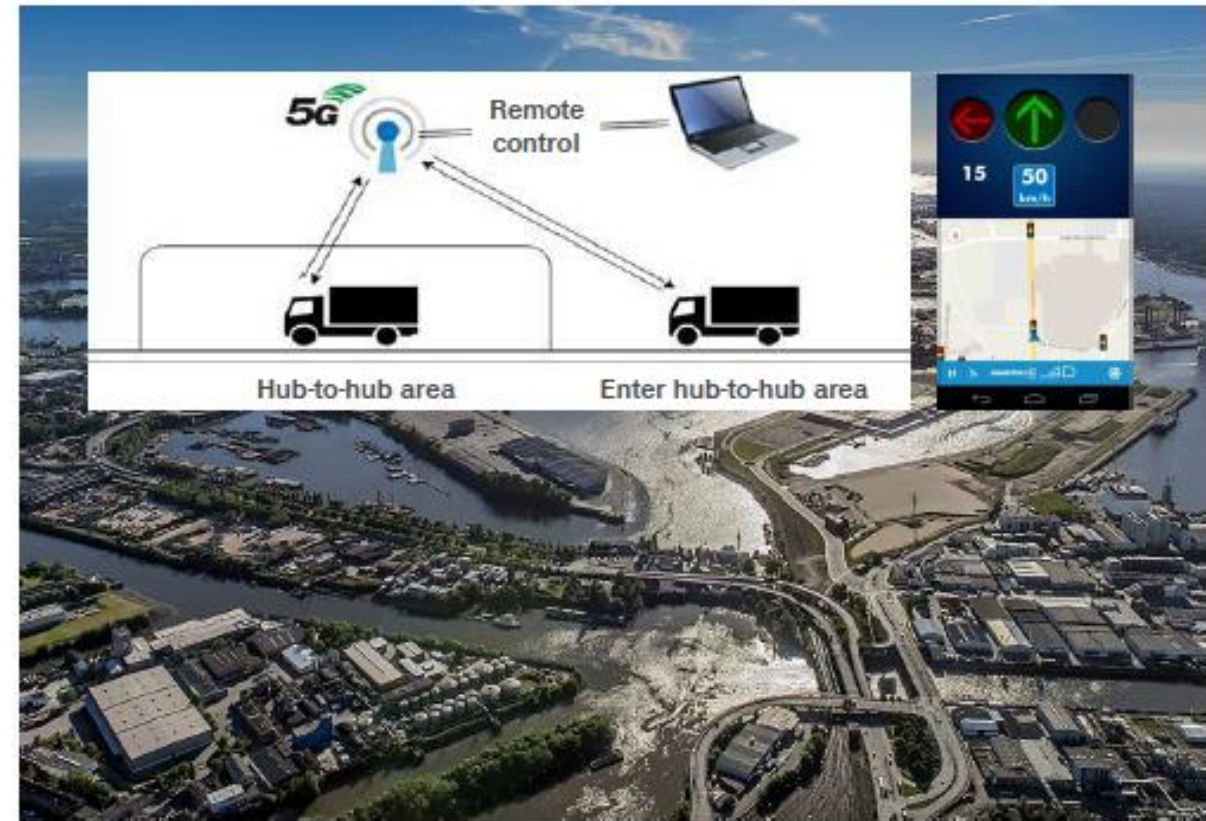 5G
Remote
control
Hub-to-hub area
Enter hub-to-hub area
15
50
km/h